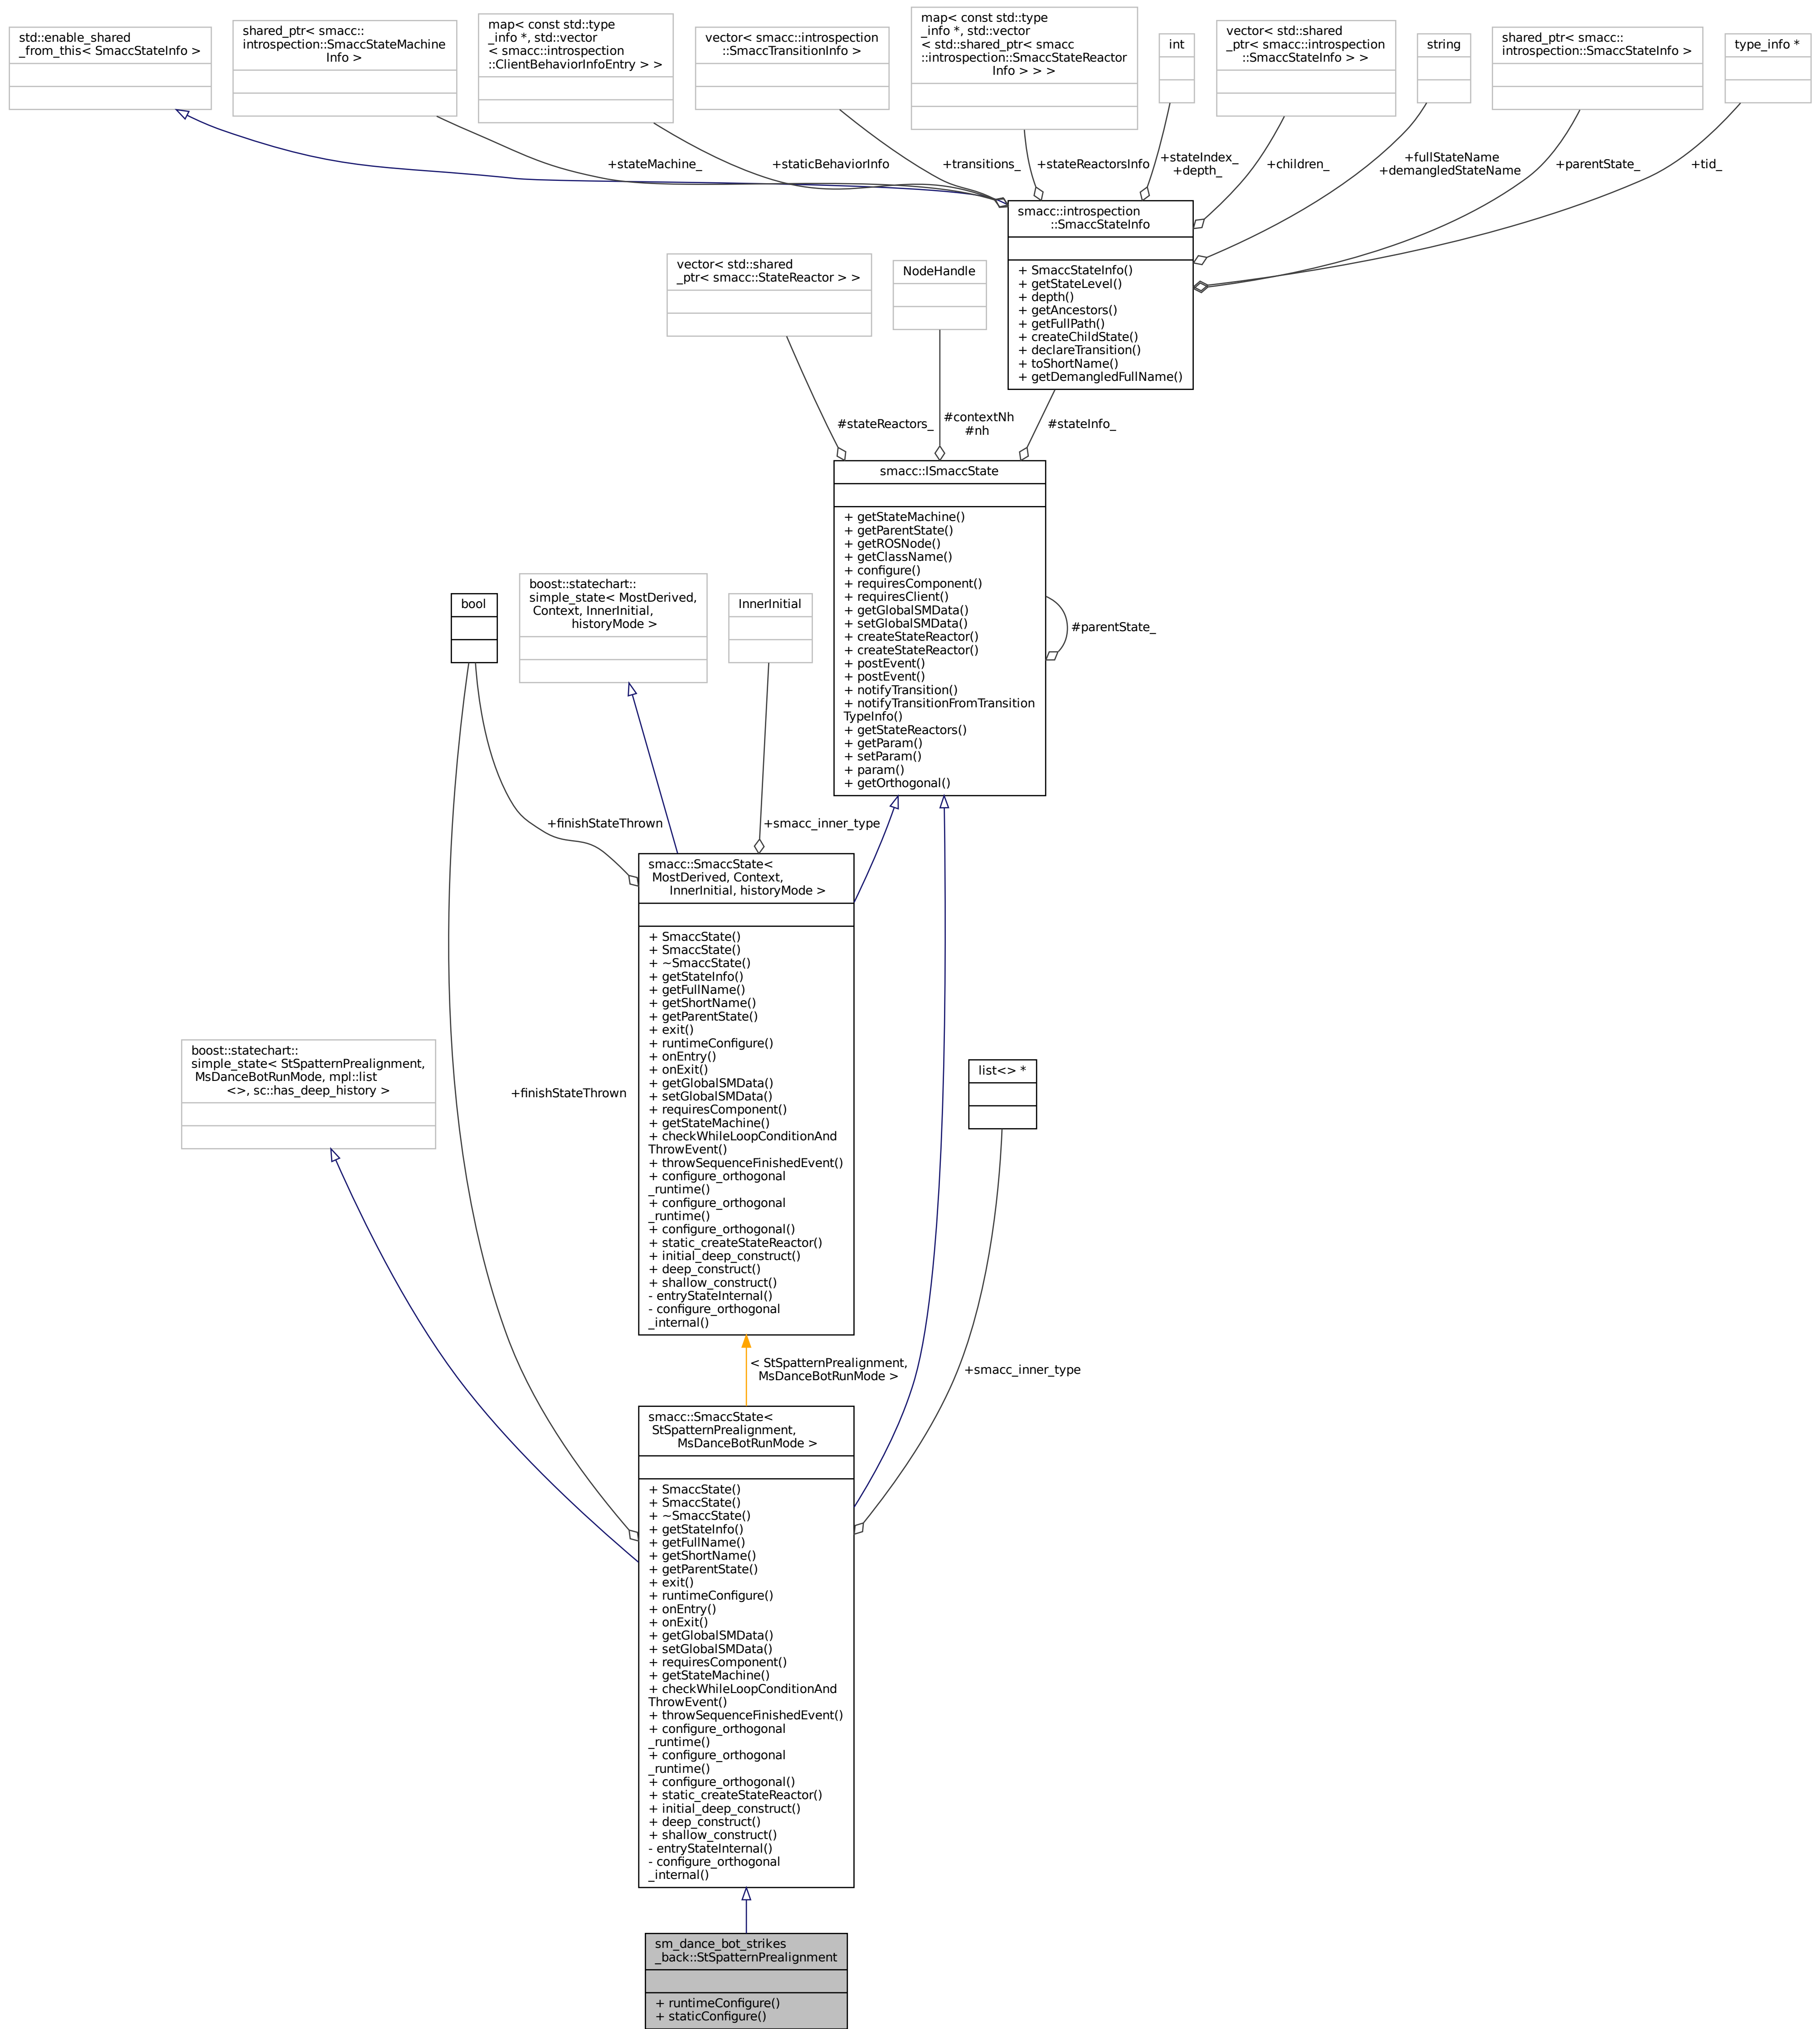 std::enable_shared
_from_this< SmaccStateInfo >
shared_ptr< smacc::
introspection::SmaccStateMachine
Info >
map< const std::type
_info *, std::vector
< smacc::introspection
::ClientBehaviorInfoEntry > >
vector< smacc::introspection
::SmaccTransitionInfo >
map< const std::type
_info *, std::vector
< std::shared_ptr< smacc
::introspection::SmaccStateReactor
Info > > >
int
vector< std::shared
_ptr< smacc::introspection
::SmaccStateInfo > >
string
shared_ptr< smacc::
introspection::SmaccStateInfo >
type_info *
+stateMachine_
+staticBehaviorInfo
+transitions_
+stateReactorsInfo
+stateIndex_
+depth_
+children_
+fullStateName
+demangledStateName
+parentState_
+tid_
smacc::introspection
::SmaccStateInfo
+ SmaccStateInfo()
+ getStateLevel()
+ depth()
+ getAncestors()
+ getFullPath()
+ createChildState()
+ declareTransition()
+ toShortName()
+ getDemangledFullName()
vector< std::shared
_ptr< smacc::StateReactor > >
NodeHandle
#stateReactors_
#contextNh
#nh
#stateInfo_
smacc::ISmaccState
+ getStateMachine()
+ getParentState()
+ getROSNode()
+ getClassName()
+ configure()
+ requiresComponent()
+ requiresClient()
+ getGlobalSMData()
+ setGlobalSMData()
+ createStateReactor()
+ createStateReactor()
+ postEvent()
+ postEvent()
+ notifyTransition()
+ notifyTransitionFromTransition
TypeInfo()
+ getStateReactors()
+ getParam()
+ setParam()
+ param()
+ getOrthogonal()
#parentState_
bool
boost::statechart::
simple_state< MostDerived,
Context, InnerInitial,
historyMode >
InnerInitial
+finishStateThrown
+smacc_inner_type
smacc::SmaccState<
MostDerived, Context,
InnerInitial, historyMode >
+ SmaccState()
+ SmaccState()
+ ~SmaccState()
+ getStateInfo()
+ getFullName()
+ getShortName()
+ getParentState()
+ exit()
+ runtimeConfigure()
+ onEntry()
+ onExit()
+ getGlobalSMData()
+ setGlobalSMData()
+ requiresComponent()
+ getStateMachine()
+ checkWhileLoopConditionAnd
ThrowEvent()
+ throwSequenceFinishedEvent()
+ configure_orthogonal
_runtime()
+ configure_orthogonal
_runtime()
+ configure_orthogonal()
+ static_createStateReactor()
+ initial_deep_construct()
+ deep_construct()
+ shallow_construct()
- entryStateInternal()
- configure_orthogonal
_internal()
boost::statechart::
simple_state< StSpatternPrealignment,
MsDanceBotRunMode, mpl::list
<>, sc::has_deep_history >
+finishStateThrown
list<> *
< StSpatternPrealignment,
MsDanceBotRunMode >
+smacc_inner_type
smacc::SmaccState<
StSpatternPrealignment,
MsDanceBotRunMode >
+ SmaccState()
+ SmaccState()
+ ~SmaccState()
+ getStateInfo()
+ getFullName()
+ getShortName()
+ getParentState()
+ exit()
+ runtimeConfigure()
+ onEntry()
+ onExit()
+ getGlobalSMData()
+ setGlobalSMData()
+ requiresComponent()
+ getStateMachine()
+ checkWhileLoopConditionAnd
ThrowEvent()
+ throwSequenceFinishedEvent()
+ configure_orthogonal
_runtime()
+ configure_orthogonal
_runtime()
+ configure_orthogonal()
+ static_createStateReactor()
+ initial_deep_construct()
+ deep_construct()
+ shallow_construct()
- entryStateInternal()
- configure_orthogonal
_internal()
sm_dance_bot_strikes
_back::StSpatternPrealignment
+ runtimeConfigure()
+ staticConfigure()